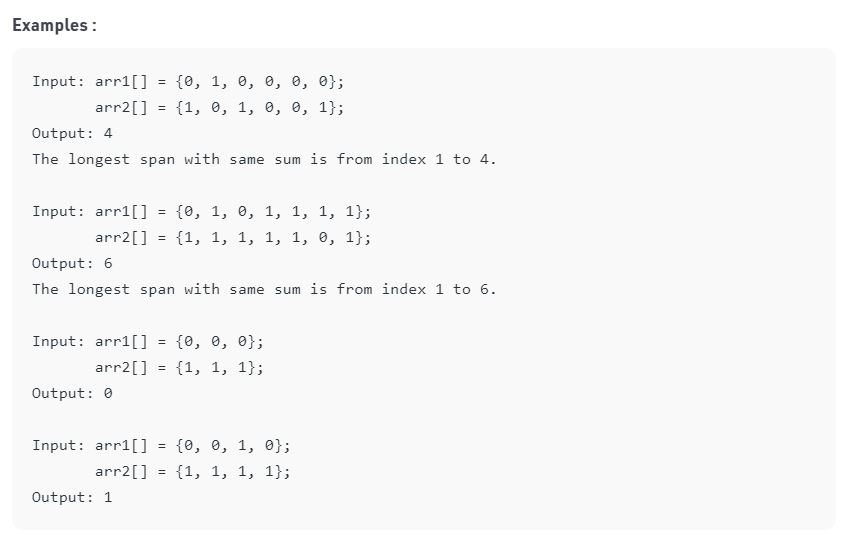 Examples :
Input: arr1[] = {0, 1, 0, 0, 0, 0};
arr2[] = {1, 0, 1, 0, 0, 1};
Output: 4
The longest span with same sum is from index 1 to 4.
Input: arr1[] = {0, 1, 0, 1, 1, 1, 1};
arr2[] = {1, 1, 1, 1, 1, 0, 1};
Output: 6
The longest span with same sum is from index 1 to 6.
Input: arr1[] = {0, 0, 0};
arr2[] = {1, 1, 1};
Output: 0
Input: arr1[] = {0, 0, 1, 0};
arr2[] = {1, 1, 1, 1};
Output: 1